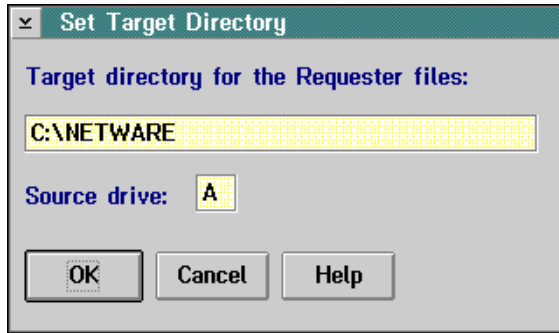 Set Target Directory
Target directory for the Requester files:
C:\NETWARE
Source drive: A
OK Cancel Help